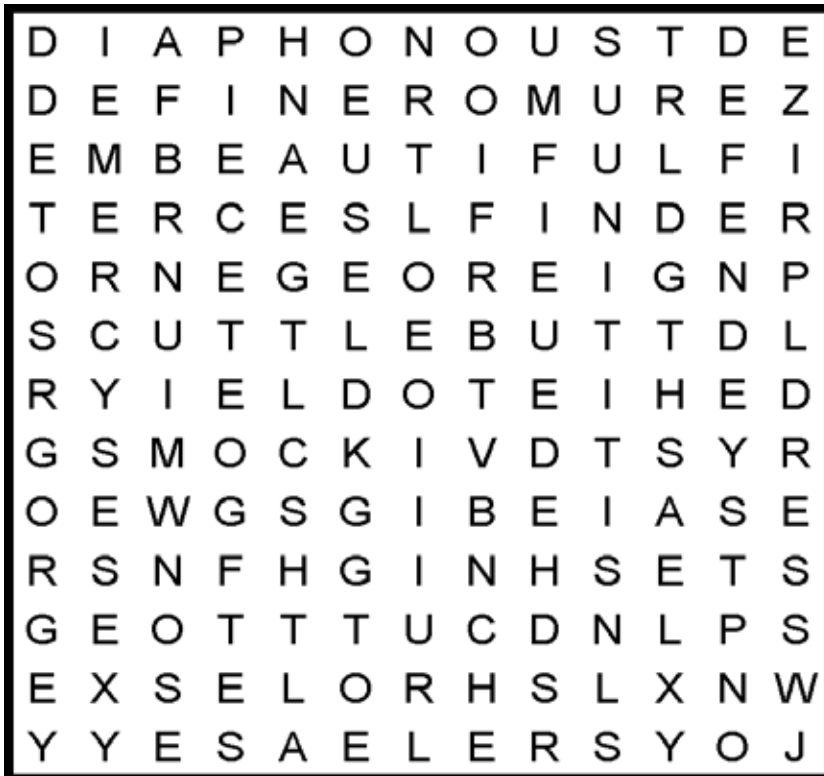 D I A P H O N O U S T D E
D E F I N E R O M U R E Z
E M B E A U T I F U L F I
T E R C E S L F I N D E R
O R N E G E O R E I G N P
S C U T T L E B U T T D L
R Y I E L D O T E I H E D
G S M O C K I V D T S Y R
O E W G S G I B E I A S E
R S N F H G I N H S E T S
G E O T T T U C D N L P S
E X S E L O R H S L X N W
Y Y E S A E L E R S Y O J